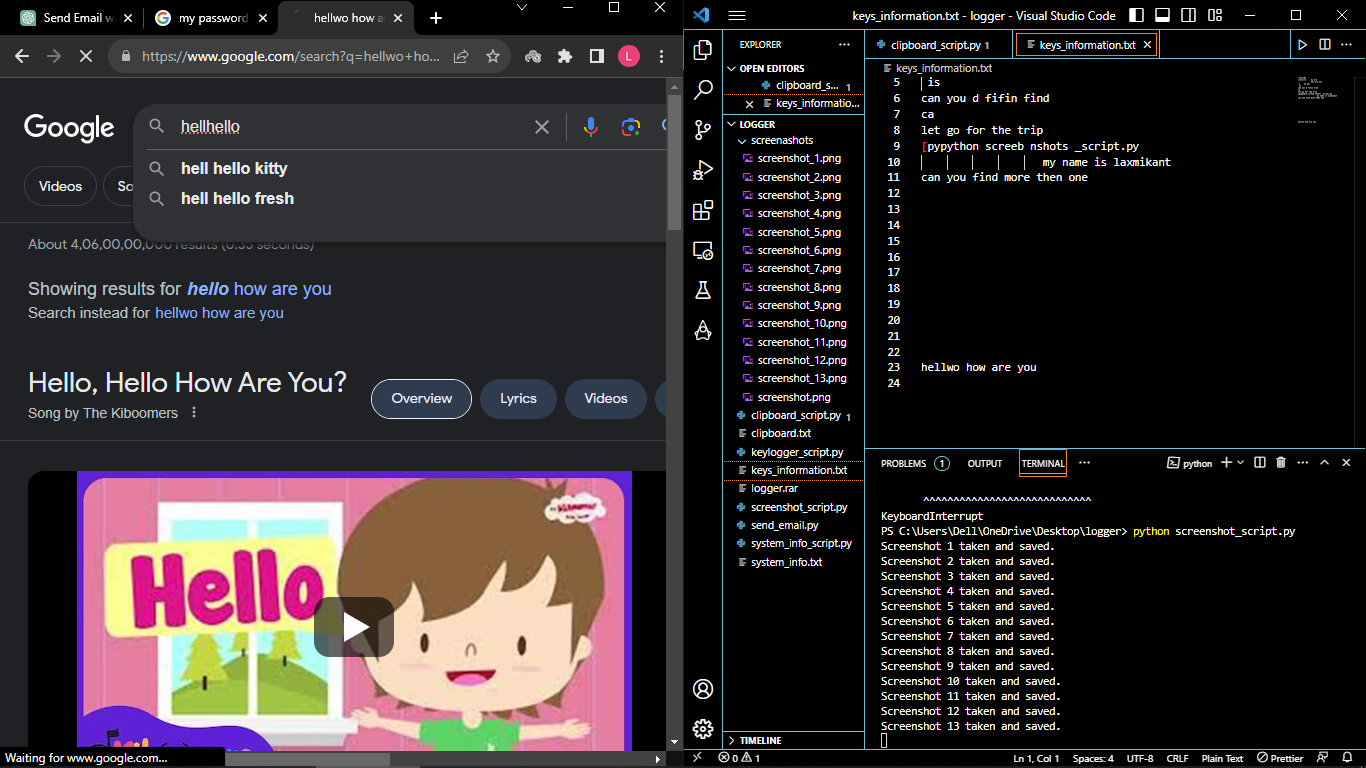 Send Email w
my password
hellwo how a
https://www.google.com/search?q=hellwo+ho...
L
Google
hellhello
hell hello kitty
hell hello fresh
Videos
Sc
About 4,06,00,00,000 results (0.35 seconds)
Showing results for hello how are you
Search instead for hellwo how are you
Hello, Hello How Are You?
Song by The Kiboomers
Overview
Lyrics
Videos
Hello
Waiting for www.google.com...
keys_information.txt - logger - Visual Studio Code
EXPLORER
OPEN EDITORS
clipboard_s... 1
keys_informatio...
LOGGER
screenashots
screenshot_1.png
screenshot_2.png
screenshot_3.png
screenshot_4.png
screenshot_5.png
screenshot_6.png
screenshot_7.png
screenshot_8.png
screenshot_9.png
screenshot_10.png
screenshot_11.png
screenshot_12.png
screenshot_13.png
screenshot.png
clipboard_script.py 1
clipboard.txt
keylogger_script.py
keys_information.txt
logger.rar
screenshot_script.py
send_email.py
system_info_script.py
system_info.txt
TIMELINE
clipboard_script.py 1
keys_information.txt
keys_information.txt
5 is
6 can you d fifin find
7 ca
8 let go for the trip
9 [pypython screeb nshots _script.py
10 my name is laxmikant
11 can you find more then one
12
13
14
15
16
17
18
19
20
21
22
23 hellwo how are you
24
PROBLEMS 1
OUTPUT
TERMINAL
python
^^^^^^^^^^^^^^^^^^^^^^^^^^^^
KeyboardInterrupt
PS C:\Users\Dell\OneDrive\Desktop\logger> python screenshot_script.py
Screenshot 1 taken and saved.
Screenshot 2 taken and saved.
Screenshot 3 taken and saved.
Screenshot 4 taken and saved.
Screenshot 5 taken and saved.
Screenshot 6 taken and saved.
Screenshot 7 taken and saved.
Screenshot 8 taken and saved.
Screenshot 9 taken and saved.
Screenshot 10 taken and saved.
Screenshot 11 taken and saved.
Screenshot 12 taken and saved.
Screenshot 13 taken and saved.
0 1
Ln 1, Col 1
Spaces: 4
UTF-8
CRLF
Plain Text
Prettier